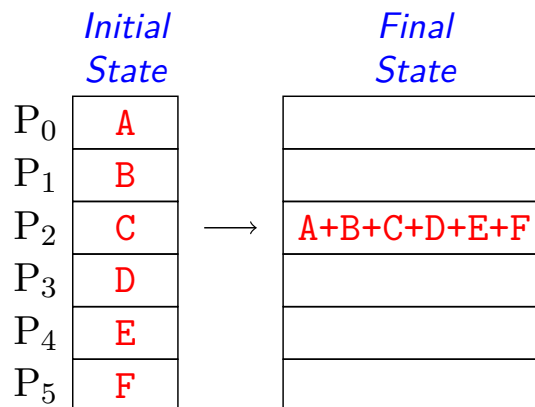 Initial State Final State
P0 A
P1 B
P2 C → A+B+C+D+E+F
P3 D
P4 E
P5 F